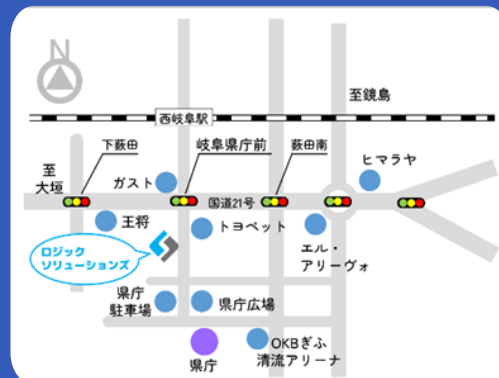 N
至鏡島
西岐阜駅
下藪田
岐阜県庁前
藪田南
ヒマラヤ
至
大垣
ガスト
国道21号
王将
トヨペット
エル・
アリーヴォ
ロジック
ソリューションズ
県庁
駐車場
県庁広場
県庁
OKBぎふ
清流アリーナ